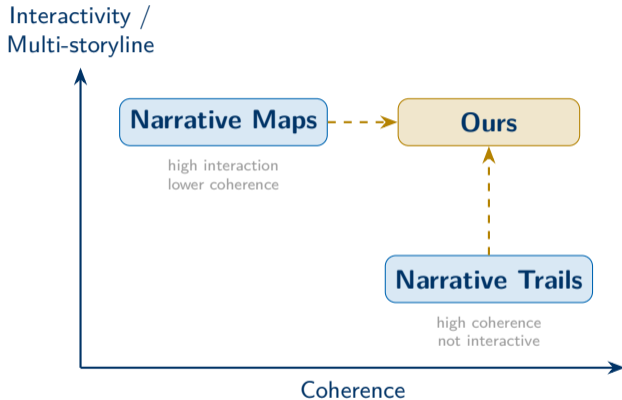 Interactivity /
Multi-storyline
Narrative Maps
Ours
high interaction
lower coherence
Narrative Trails
high coherence
not interactive
Coherence